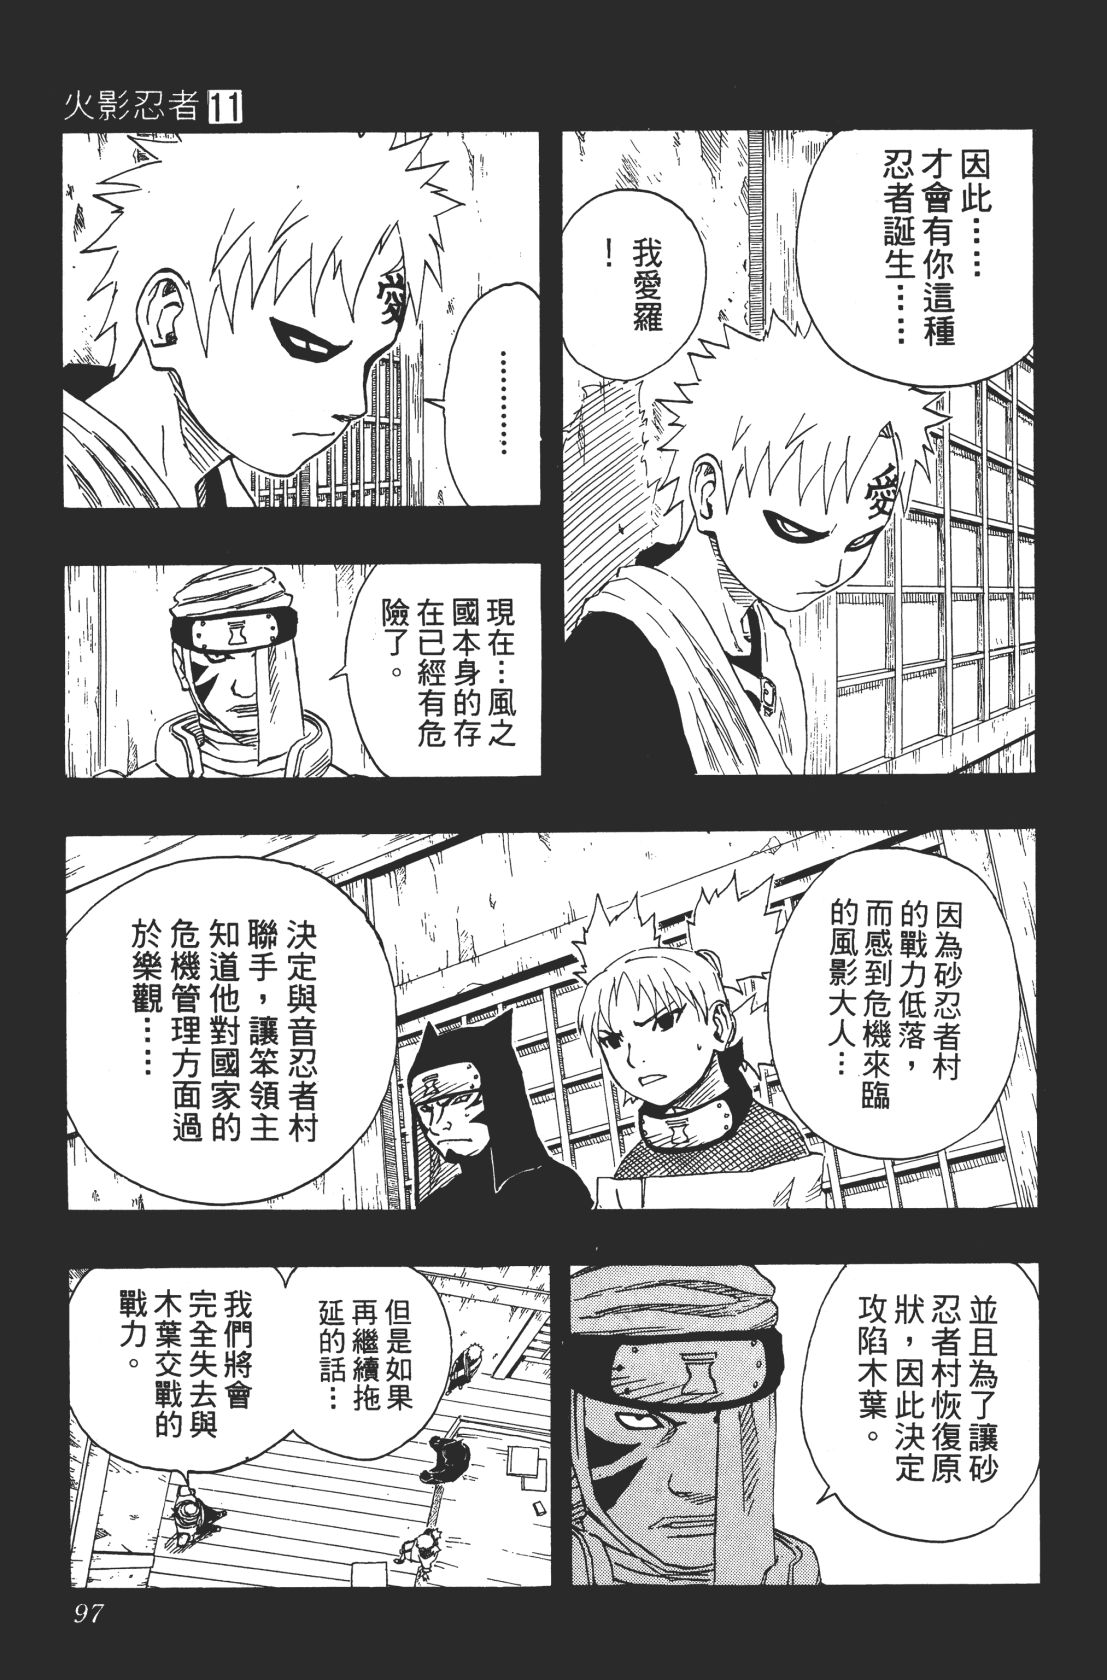 火影忍者11
因此……
才會有你這種
忍者誕生……
我愛羅
！
愛
………
愛
現在…風之
國本身的存
在已經有危
險了。
因為砂忍者村
的戰力低落，
而感到危機來臨
的風影大人…
決定與音忍者村
聯手，讓笨領主
知道他對國家的
危機管理方面過
於樂觀……
並且為了讓砂
忍者村恢復原
狀，因此決定
攻陷木葉。
但是如果
再繼續拖
延的話…
我們將會
完全失去與
木葉交戰的
戰力。
97